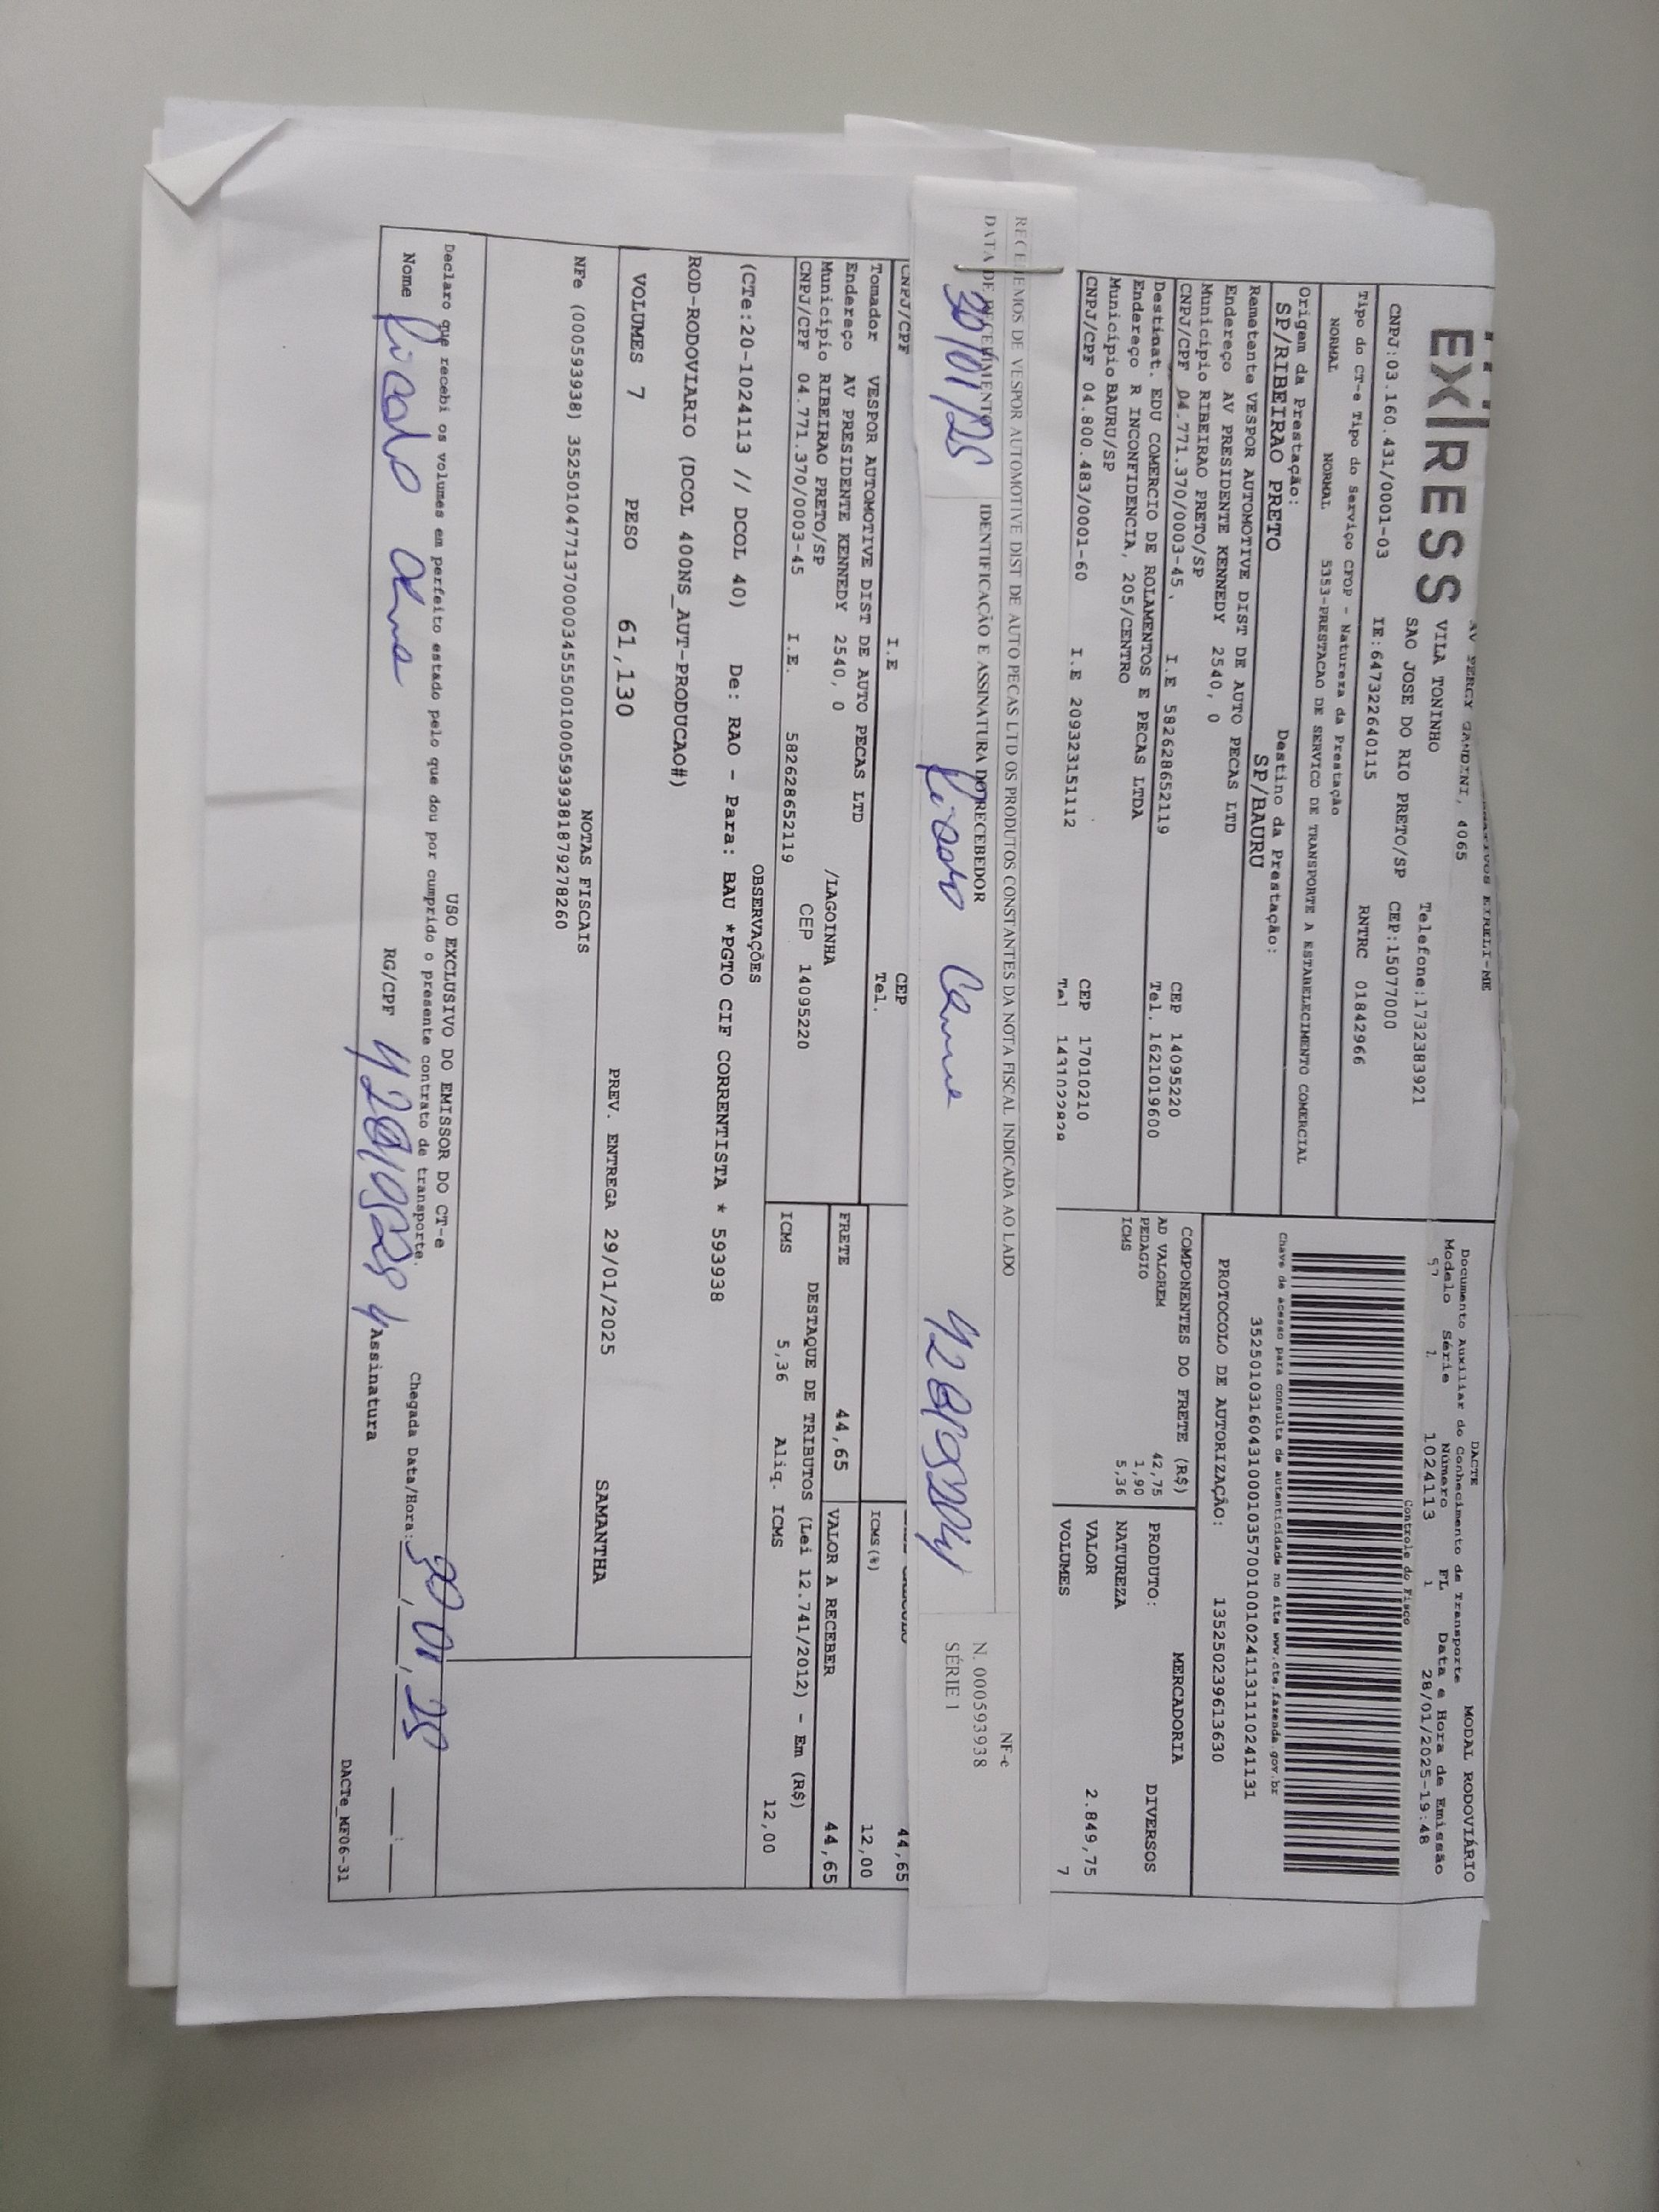 EXPRESS
AV PERCY GANDINI, 4065
VILA TONINHO
SAO JOSE DO RIO PRETO/SP
Telefone:1732383921
CEP:15077000
CNPJ:03.160.431/0001-03 IE:647322640115 RNTRC 01842966
Tipo do CT-e Tipo do Serviço CFOP - Natureza da Prestação
NORMAL NORMAL 5353-PRESTACAO DE SERVICO DE TRANSPORTE A ESTABELECIMENTO COMERCIAL
Origem da Prestação: Destino da Prestação:
SP/RIBEIRAO PRETO SP/BAURU
Remetente VESPOR AUTOMOTIVE DIST DE AUTO PECAS LTD
Endereço AV PRESIDENTE KENNEDY 2540, 0
Município RIBEIRAO PRETO/SP CEP 14095220
CNPJ/CPF 04.771.370/0003-45. I.E 582628652119 Tel. 1621019600
Destinat. EDU COMERCIO DE ROLAMENTOS E PECAS LTDA
Endereço R INCONFIDENCIA, 205/CENTRO
Município BAURU/SP CEP 17010210
CNPJ/CPF 04.800.483/0001-60 I.E 209323151112 Tel 1431022828
DACTE MODAL RODOVIÁRIO
Documento Auxiliar do Conhecimento de Transporte
Modelo Série Número FL Data e Hora de Emissão
57 1 1024113 1 28/01/2025-19:48
Controle do Fisco
Chave de acesso para consulta de autenticidade no site www.cte.fazenda.gov.br
35250103160431000103570010010241131110241131
PROTOCOLO DE AUTORIZAÇÃO: 135250239613630
COMPONENTES DO FRETE (R$)
AD VALOREM 42,75
PEDAGIO 1,90
ICMS 5,36
MERCADORIA
PRODUTO: DIVERSOS
NATUREZA
VALOR 2.849,75
VOLUMES 7
RECEBEMOS DE VESPOR AUTOMOTIVE DIST DE AUTO PECAS LTD OS PRODUTOS CONSTANTES DA NOTA FISCAL INDICADA AO LADO
DATA DE RECEBIMENTO IDENTIFICAÇÃO E ASSINATURA DO RECEBEDOR
30/01/25
NF-e
N. 000593938
SÉRIE 1
CNPJ/CPF I.E CEP
Tel.
Tomador VESPOR AUTOMOTIVE DIST DE AUTO PECAS LTD
Endereço AV PRESIDENTE KENNEDY 2540, 0 /LAGOINHA
Município RIBEIRAO PRETO/SP CEP 14095220
CNPJ/CPF 04.771.370/0003-45 I.E. 582628652119
44,65
ICMS(%) 12,00
FRETE 44,65 VALOR A RECEBER 44,65
DESTAQUE DE TRIBUTOS (Lei 12.741/2012) - Em (R$)
ICMS 5,36 Aliq. ICMS 12,00
OBSERVAÇÕES
(CTe:20-1024113 // DCOL 40) De: RAO - Para: BAU *PGTO CIF CORRENTISTA * 593938
ROD-RODOVIARIO (DCOL 400NS_AUT-PRODUCAO#)
VOLUMES 7 PESO 61,130 PREV. ENTREGA 29/01/2025 SAMANTHA
NOTAS FISCAIS
NFe (000593938) 35250104771370000345550010005939381879278260
USO EXCLUSIVO DO EMISSOR DO CT-e
Declaro que recebi os volumes em perfeito estado pelo que dou por cumprido o presente contrato de transporte.
Chegada Data/Hora: 30,01,25
Nome RG/CPF Assinatura
DACTe_MF06-31